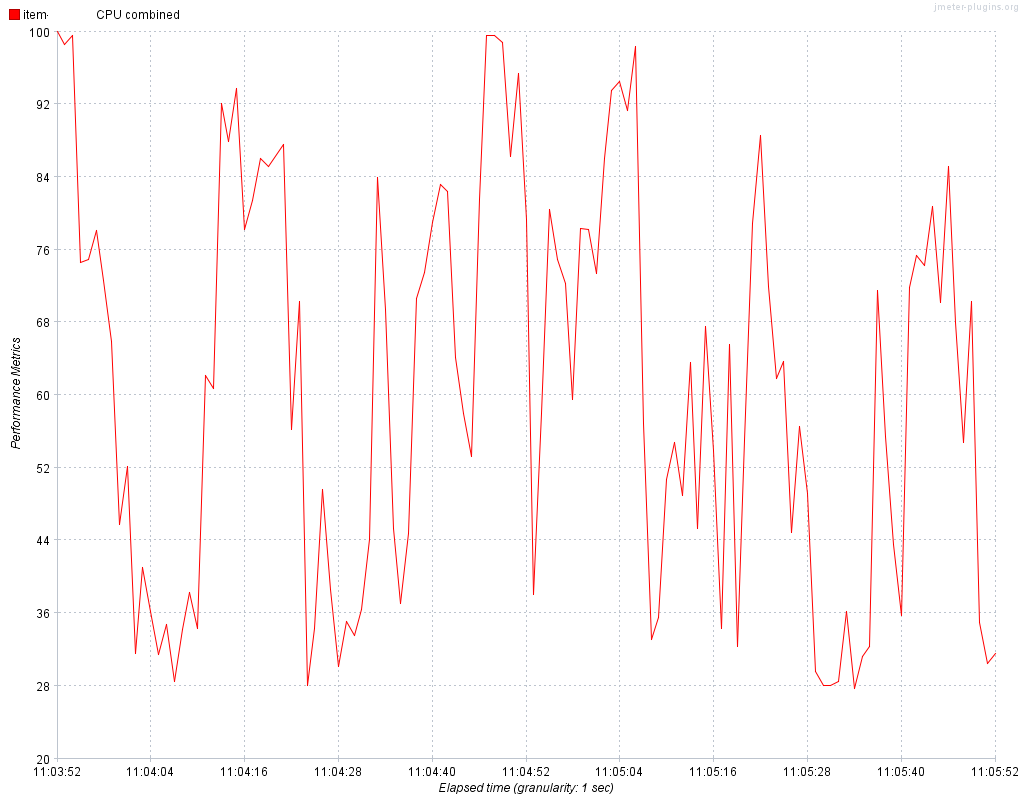 item- CPU combined
jmeter-plugins.org
100
92
84
76
68
60
52
44
36
28
20
Performance Metrics
11:03:52 11:04:04 11:04:16 11:04:28 11:04:40 11:04:52 11:05:04 11:05:16 11:05:28 11:05:40 11:05:52
Elapsed time (granularity: 1 sec)